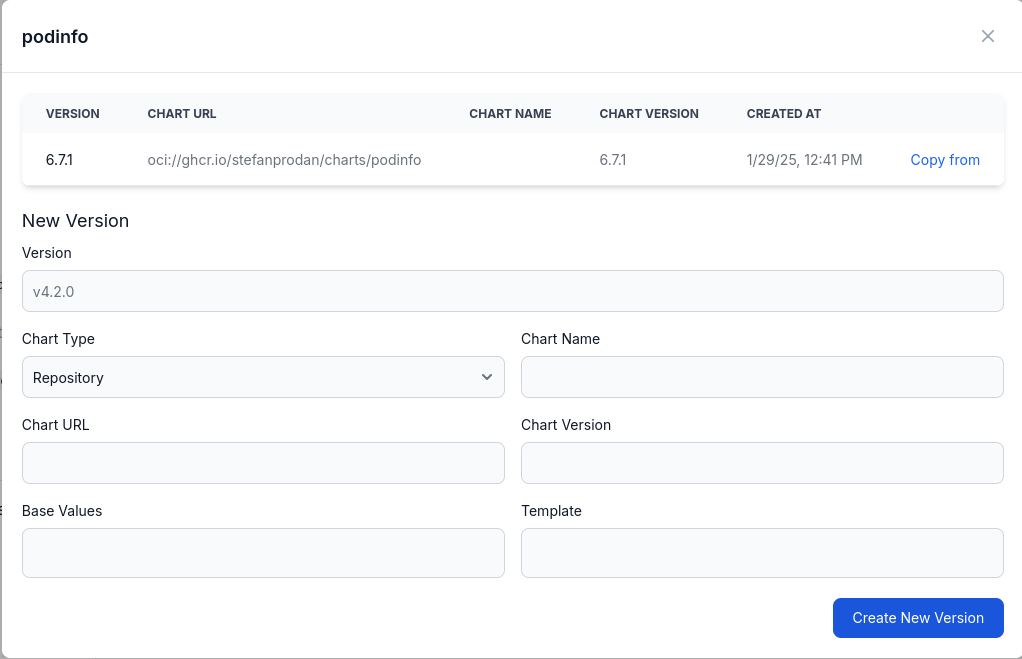 podinfo
VERSION CHART URL CHART NAME CHART VERSION CREATED AT
6.7.1 oci://ghcr.io/stefanprodan/charts/podinfo 6.7.1 1/29/25, 12:41 PM Copy from
New Version
Version
v4.2.0
Chart Type Chart Name
Repository
Chart URL Chart Version
Base Values Template
Create New Version